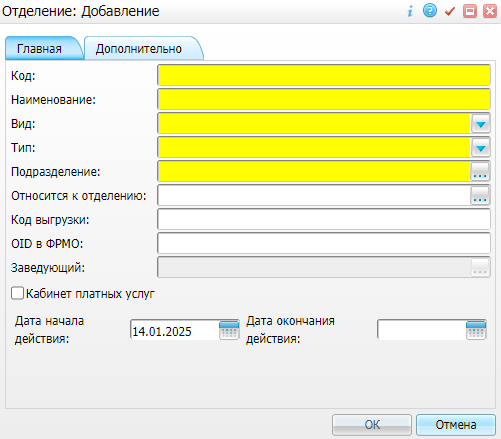 Отделение: Добавление
Главная
Дополнительно
Код:
Наименование:
Вид:
Тип:
Подразделение:
Относится к отделению:
Код выгрузки:
OID в ФРМО:
Заведующий:
Кабинет платных услуг
Дата начала
действия:
14.01.2025
Дата окончания
действия:
ОК
Отмена